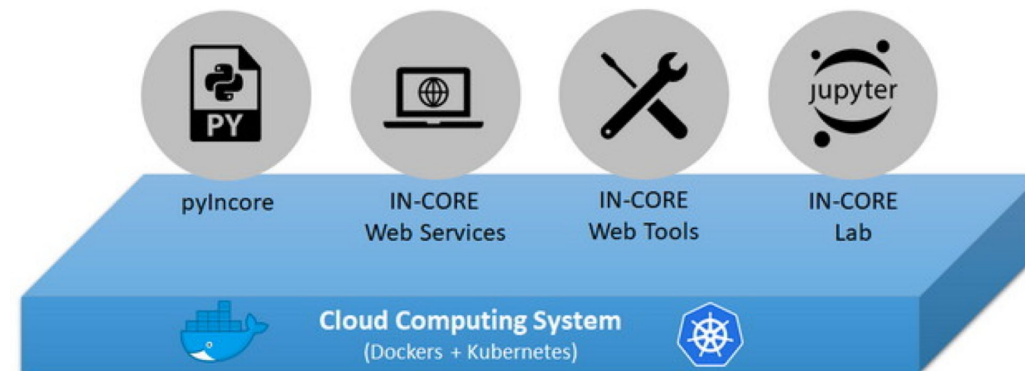 PY
jupyter
pyIncore
IN-CORE
Web Services
IN-CORE
Web Tools
IN-CORE
Lab
Cloud Computing System
(Dockers + Kubernetes)